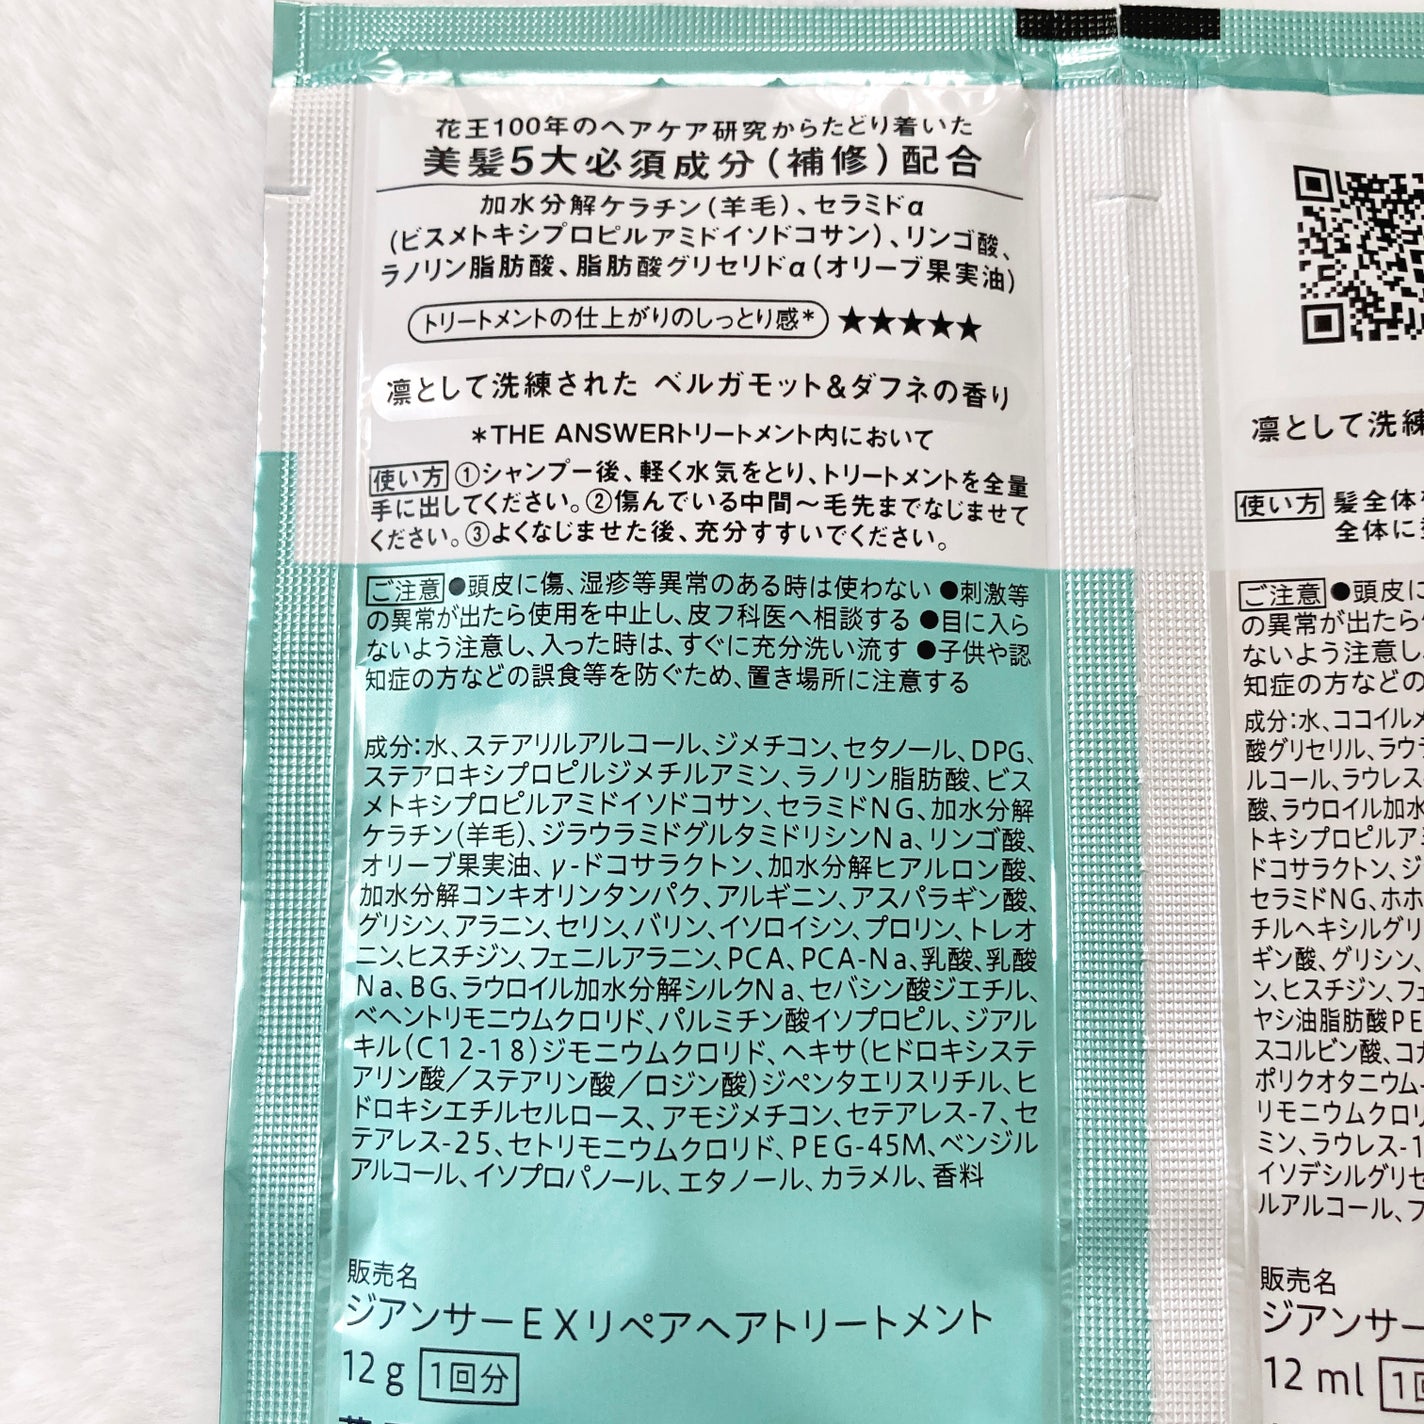 花王100年のヘアケア研究からたどり着いた
美髪5大必須成分(補修)配合
加水分解ケラチン(羊毛)、セラミドα
(ビスメトキシプロピルアミドイソドコサン)、リンゴ酸、
ラノリン脂肪酸、脂肪酸グリセリドα(オリーブ果実油)
トリートメントの仕上がりのしっとり感* ★★★★★
凛として洗練された ベルガモット&ダフネの香り
*THE ANSWERトリートメント内において
使い方 ①シャンプー後、軽く水気をとり、トリートメントを全量
手に出してください。②傷んでいる中間～毛先までなじませて
ください。③よくなじませた後、充分すすいでください。
ご注意 ●頭皮に傷、湿疹等異常のある時は使わない ●刺激等
の異常が出たら使用を中止し、皮フ科医へ相談する ●目に入ら
ないよう注意し、入った時は、すぐに充分洗い流す ●子供や認
知症の方などの誤食等を防ぐため、置き場所に注意する
成分：水、ステアリルアルコール、ジメチコン、セタノール、DPG、
ステアロキシプロピルジメチルアミン、ラノリン脂肪酸、ビス
メトキシプロピルアミドイソドコサン、セラミドNG、加水分解
ケラチン(羊毛)、ジラウラミドグルタミドリシンNa、リンゴ酸、
オリーブ果実油、γ-ドコサラクトン、加水分解ヒアルロン酸、
加水分解コンキオリンタンパク、アルギニン、アスパラギン酸、
グリシン、アラニン、セリン、バリン、イソロイシン、プロリン、トレオ
ニン、ヒスチジン、フェニルアラニン、PCA、PCA-Na、乳酸、乳酸
Na、BG、ラウロイル加水分解シルクNa、セバシン酸ジエチル、
ベヘントリモニウムクロリド、パルミチン酸イソプロピル、ジアル
キル(C12-18)ジモニウムクロリド、ヘキサ(ヒドロキシステ
アリン酸／ステアリン酸／ロジン酸)ジペンタエリスリチル、ヒ
ドロキシエチルセルロース、アモジメチコン、セテアレス-7、セ
テアレス-25、セトリモニウムクロリド、PEG-45M、ベンジル
アルコール、イソプロパノール、エタノール、カラメル、香料
販売名
ジアンサーEXリペアヘアトリートメント
12g 1回分
凛として洗練
使い方 髪全体
全体に
ご注意 ●頭皮に
の異常が出たら
ないよう注意し
知症の方などの
成分：水、ココイルメ
酸グリセリル、ラウ
ルコール、ラウレス
酸、ラウロイル加水
トキシプロピルア
ドコサラクトン、ジ
セラミドNG、ホホ
チルヘキシルグリ
ギン酸、グリシン、
ン、ヒスチジン、フェ
ヤシ油脂肪酸PE
スコルビン酸、コカ
ポリクオタニウム-
リモニウムクロリ
ミン、ラウレス-1
イソデシルグリセ
ルアルコール、フ
販売名
ジアンサー
12ml 1回